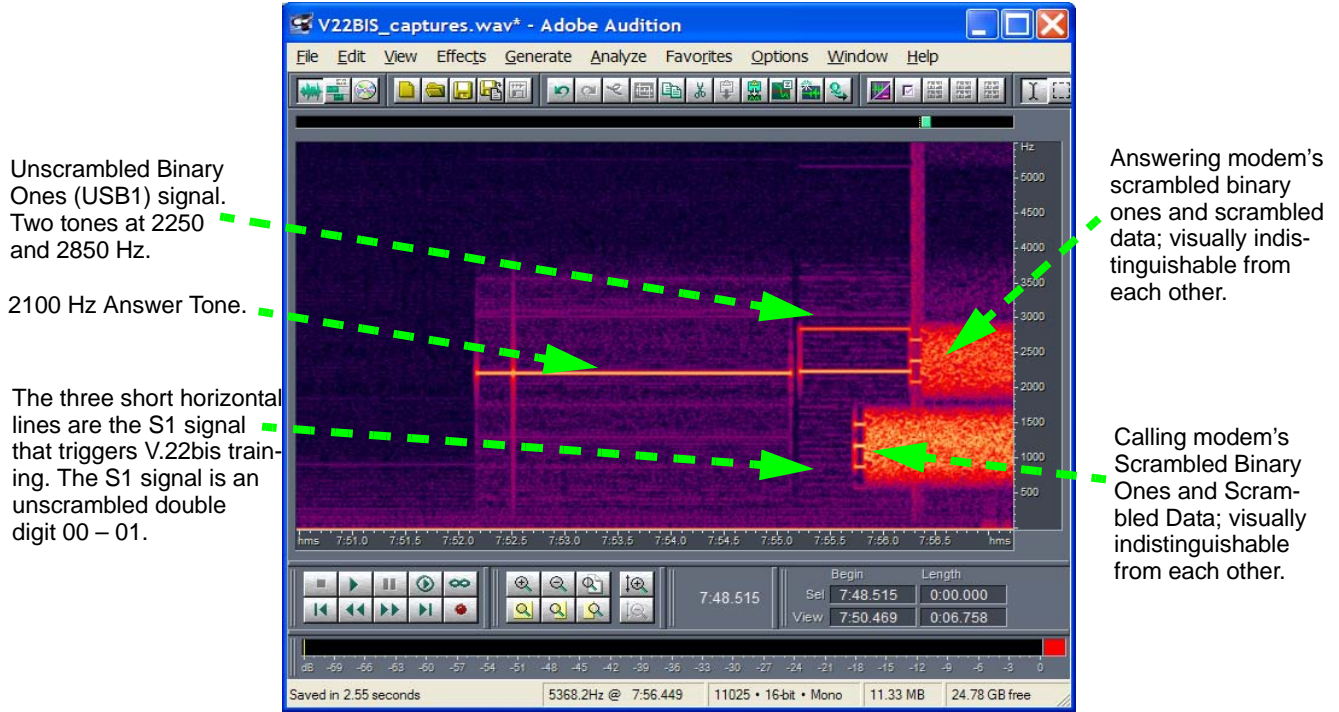 V22BIS_captures.wav* - Adobe Audition
File Edit View Effects Generate Analyze Favorites Options Window Help
Unscrambled Binary
Ones (USB1) signal.
Two tones at 2250
and 2850 Hz.
2100 Hz Answer Tone.
The three short horizontal
lines are the S1 signal
that triggers V.22bis train-
ing. The S1 signal is an
unscrambled double
digit 00 – 01.
Hz
5000
4500
4000
3500
3000
2500
2000
1500
1000
500
hms 7:51.0 7:51.5 7:52.0 7:52.5 7:53.0 7:53.5 7:54.0 7:54.5 7:55.0 7:55.5 7:56.0 7:56.5 hms
Answering modem's
scrambled binary
ones and scrambled
data; visually indis-
tinguishable from
each other.
Calling modem's
Scrambled Binary
Ones and Scram-
bled Data; visually
indistinguishable
from each other.
7:48.515
Begin Length
Sel 7:48.515 0:00.000
View 7:50.469 0:06.758
dB -69 -66 -63 -60 -57 -54 -51 -48 -45 -42 -39 -36 -33 -30 -27 -24 -21 -18 -15 -12 -9 -6 -3 0
Saved in 2.55 seconds 5368.2Hz @ 7:56.449 11025 • 16-bit • Mono 11.33 MB 24.78 GB free